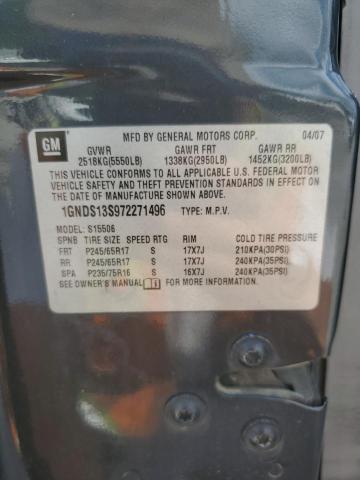 GM
MFD BY GENERAL MOTORS CORP. 04/07
GVWR GAWR FRT GAWR RR
2518KG(5550LB) 1338KG(2950LB) 1452KG(3200LB)
THIS VEHICLE CONFORMS TO ALL APPLICABLE
U.S. FEDERAL MOTOR VEHICLE SAFETY,
BUMPER, AND THEFT PREVENTION
STANDARDS IN EFFECT ON
THE DATE OF MANUFACTURE SHOWN ABOVE.
1GNDS13S972271496 TYPE: M.P.V.
MODEL: S15506
SPNB TIRE SIZE SPEED RTG RIM COLD TIRE PRESSURE
FRT P245/65R17 S 17X7J 210KPA(30PSI)
RR P245/65R17 S 17X7J 240KPA(35PSI)
SPA P235/75R16 S 16X7J 240KPA(35PSI)
SEE OWNER'S MANUAL FOR MORE INFORMATION.